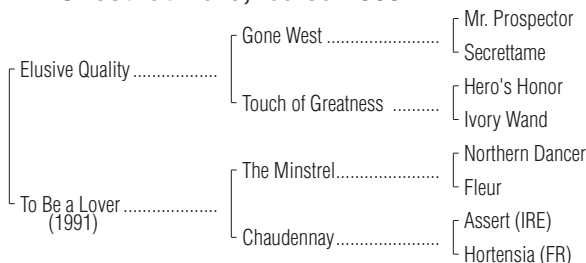 Mr. Prospector
Gone West
Secrettame
Elusive Quality
Hero's Honor
Touch of Greatness
Ivory Wand
Northern Dancer
The Minstrel
Fleur
To Be a Lover
(1991)
Assert (IRE)
Chaudennay
Hortensia (FR)